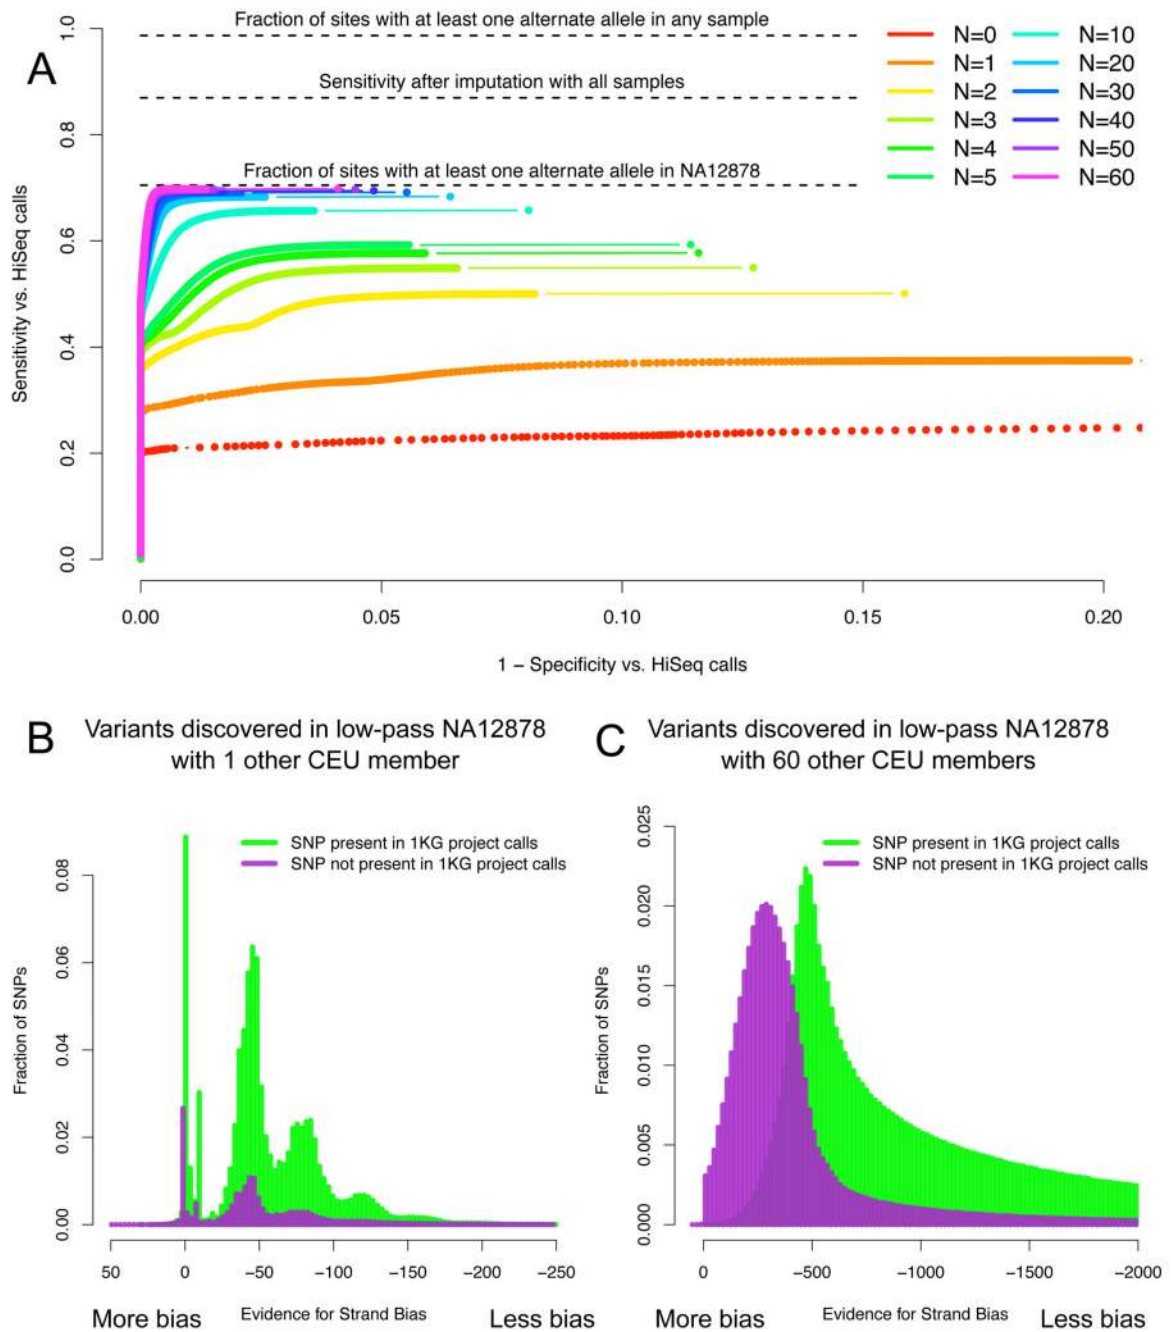 Fraction of sites with at least one alternate allele in any sample
A
Sensitivity after imputation with all samples
Fraction of sites with at least one alternate allele in NA12878
N=0 N=10
N=1 N=20
N=2 N=30
N=3 N=40
N=4 N=50
N=5 N=60
Sensitivity vs. HiSeq calls
1.0
0.8
0.6
0.4
0.2
0.0
0.00 0.05 0.10 0.15 0.20
1 − Specificity vs. HiSeq calls
B
Variants discovered in low-pass NA12878
with 1 other CEU member
SNP present in 1KG project calls
SNP not present in 1KG project calls
Fraction of SNPs
0.08
0.06
0.04
0.02
0.00
50 0 −50 −100 −150 −200 −250
More bias Evidence for Strand Bias Less bias
C
Variants discovered in low-pass NA12878
with 60 other CEU members
SNP present in 1KG project calls
SNP not present in 1KG project calls
Fraction of SNPs
0.025
0.020
0.015
0.010
0.005
0.000
0 −500 −1000 −1500 −2000
More bias Evidence for Strand Bias Less bias